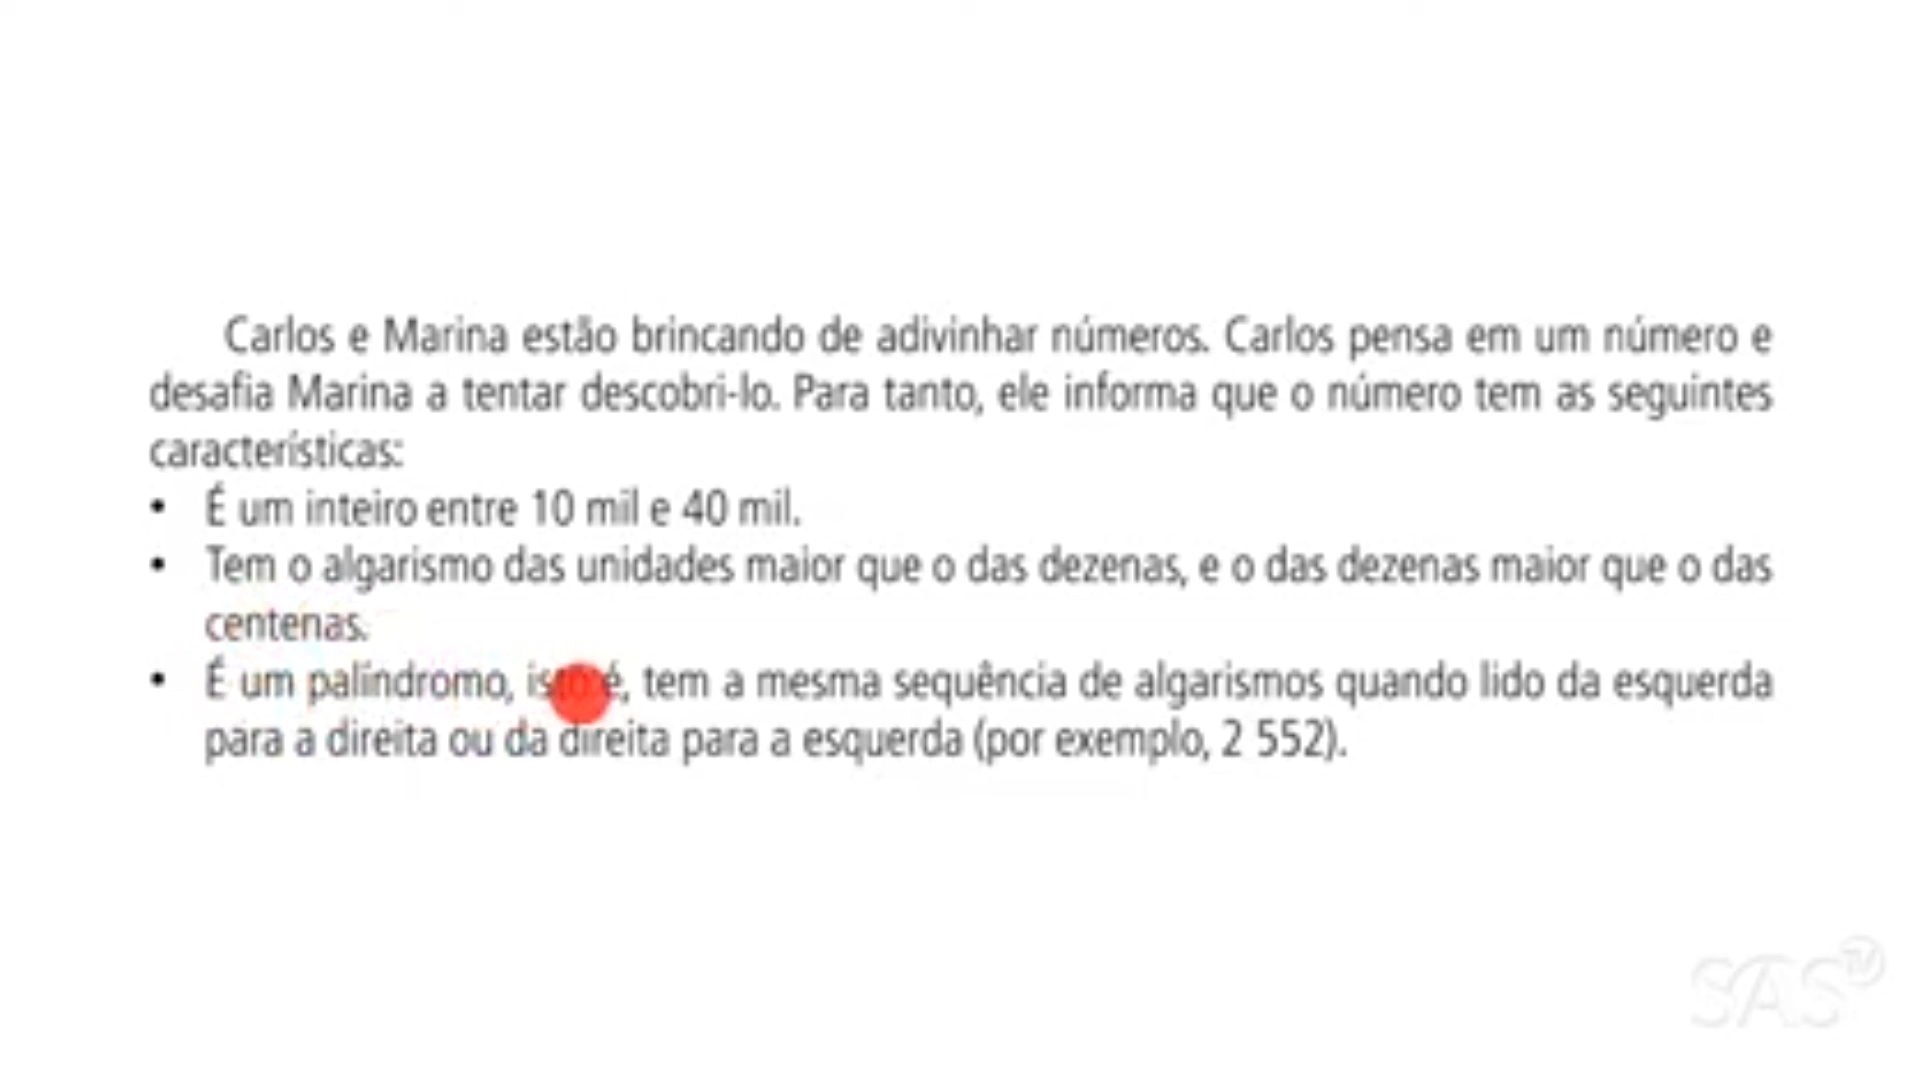 Carlos e Marina estão brincando de adivinhar números. Carlos pensa em um número e
desafia Marina a tentar descobri-lo. Para tanto, ele informa que o número tem as seguintes
características:
• É um inteiro entre 10 mil e 40 mil.
• Tem o algarismo das unidades maior que o das dezenas, e o das dezenas maior que o das
centenas.
• É um palíndromo, isto é, tem a mesma sequência de algarismos quando lido da esquerda
para a direita ou da direita para a esquerda (por exemplo, 2 552).
SAS TV